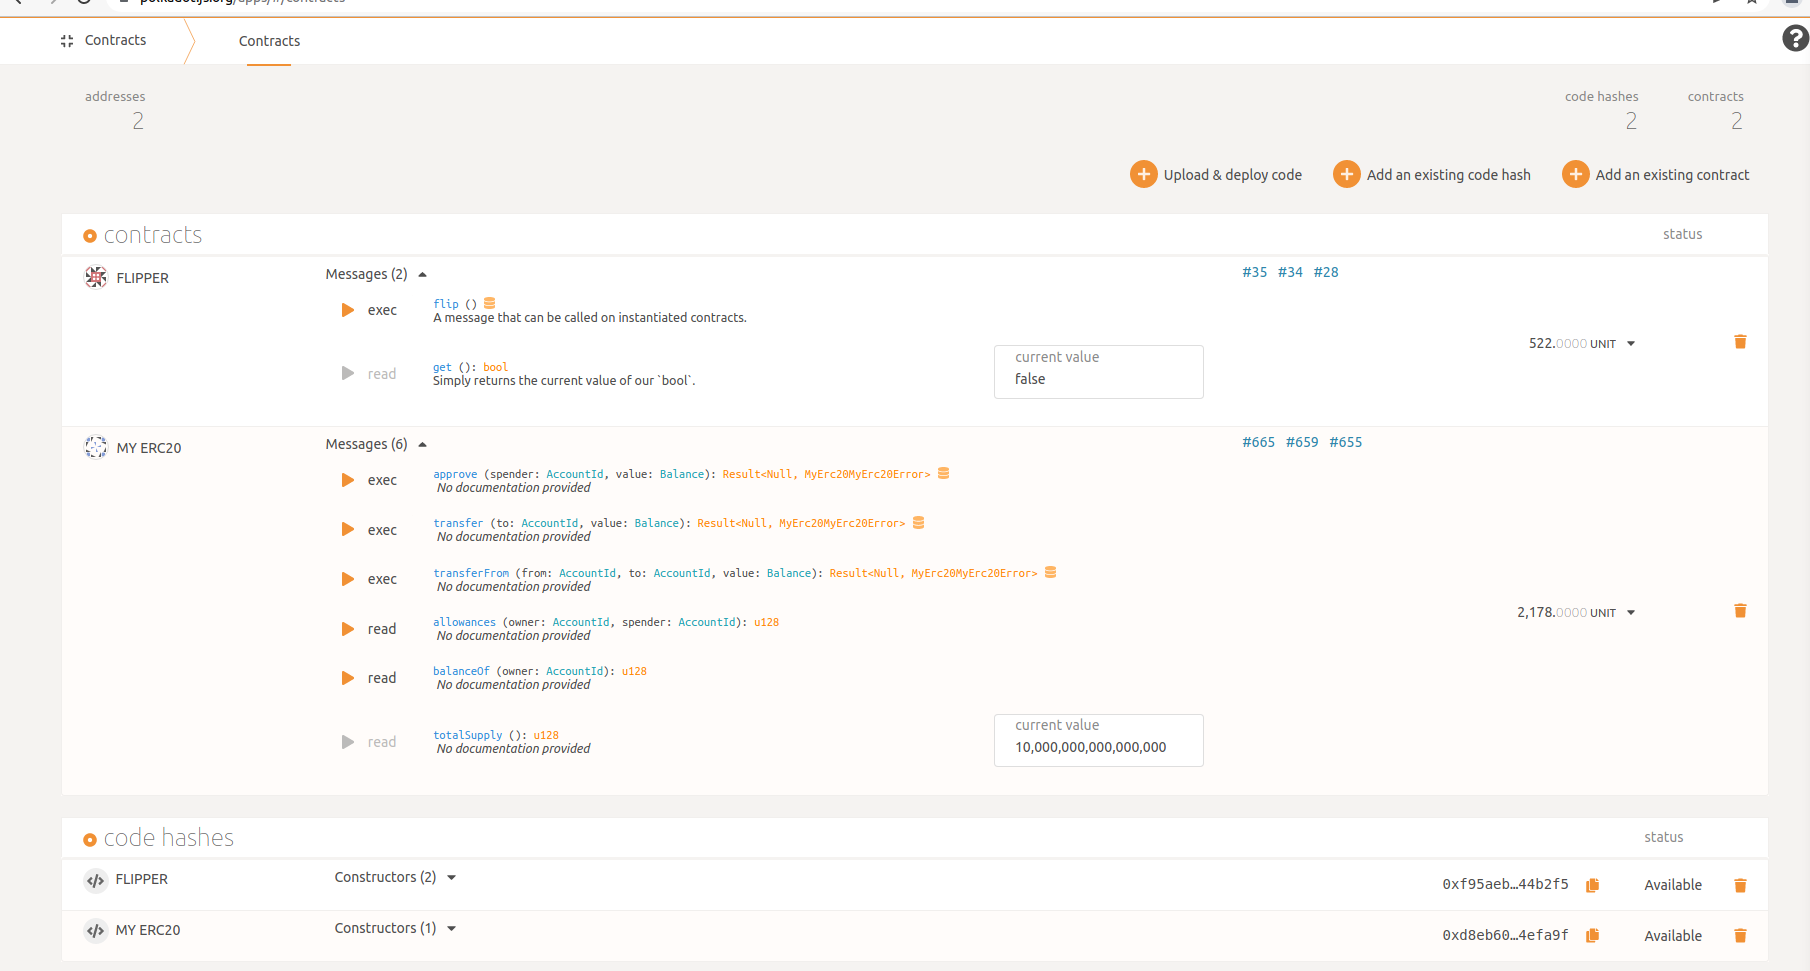 Contracts
Contracts
addresses
2
code hashes
2
contracts
2
Upload & deploy code
Add an existing code hash
Add an existing contract
contracts
status
FLIPPER
Messages (2)
#35 #34 #28
exec
flip ()
A message that can be called on instantiated contracts.
522.0000 UNIT
read
get (): bool
Simply returns the current value of our `bool`.
current value
false
MY ERC20
Messages (6)
#665 #659 #655
exec
approve (spender: AccountId, value: Balance): Result<Null, MyErc20MyErc20Error>
No documentation provided
exec
transfer (to: AccountId, value: Balance): Result<Null, MyErc20MyErc20Error>
No documentation provided
exec
transferFrom (from: AccountId, to: AccountId, value: Balance): Result<Null, MyErc20MyErc20Error>
No documentation provided
2,178.0000 UNIT
read
allowances (owner: AccountId, spender: AccountId): u128
No documentation provided
read
balanceOf (owner: AccountId): u128
No documentation provided
read
totalSupply (): u128
No documentation provided
current value
10,000,000,000,000,000
code hashes
status
FLIPPER
Constructors (2)
0xf95aeb…44b2f5
Available
MY ERC20
Constructors (1)
0xd8eb60…4efa9f
Available